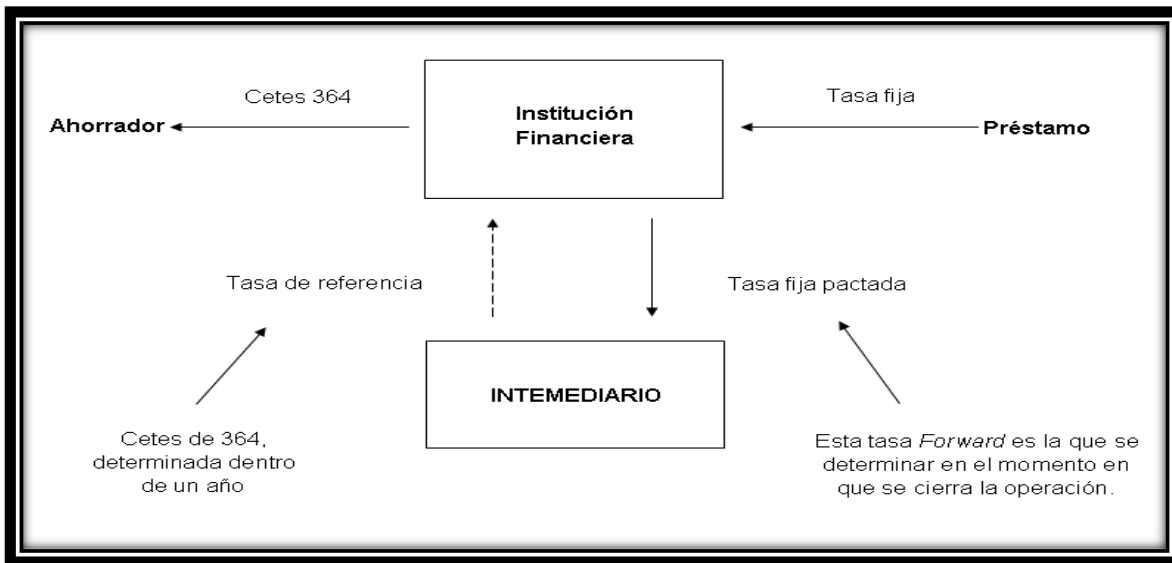 Cetes 364
Tasa fija
Ahorrador
Institución
Financiera
Préstamo
Tasa de referencia
Tasa fija pactada
INTEMEDIARIO
Cetes de 364,
determinada dentro
de un año
Esta tasa Forward es la que se
determinar en el momento en
que se cierra la operación.